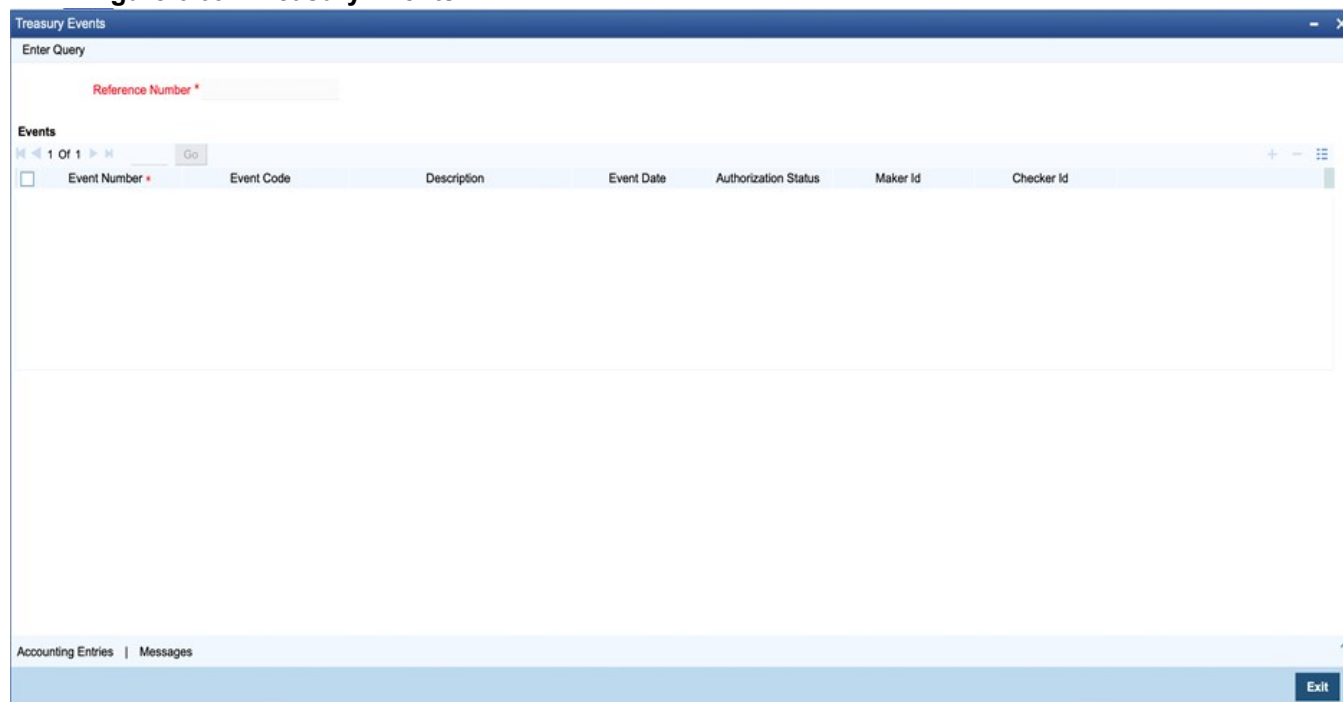 Treasury Events
Enter Query
Reference Number *
Events
1 Of 1 Go
Event Number * Event Code Description Event Date Authorization Status Maker Id Checker Id
Accounting Entries | Messages
Exit